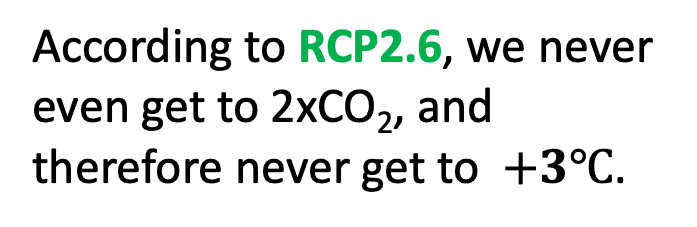 According to RCP2.6, we never
even get to 2xCO₂, and
therefore never get to +3°C.